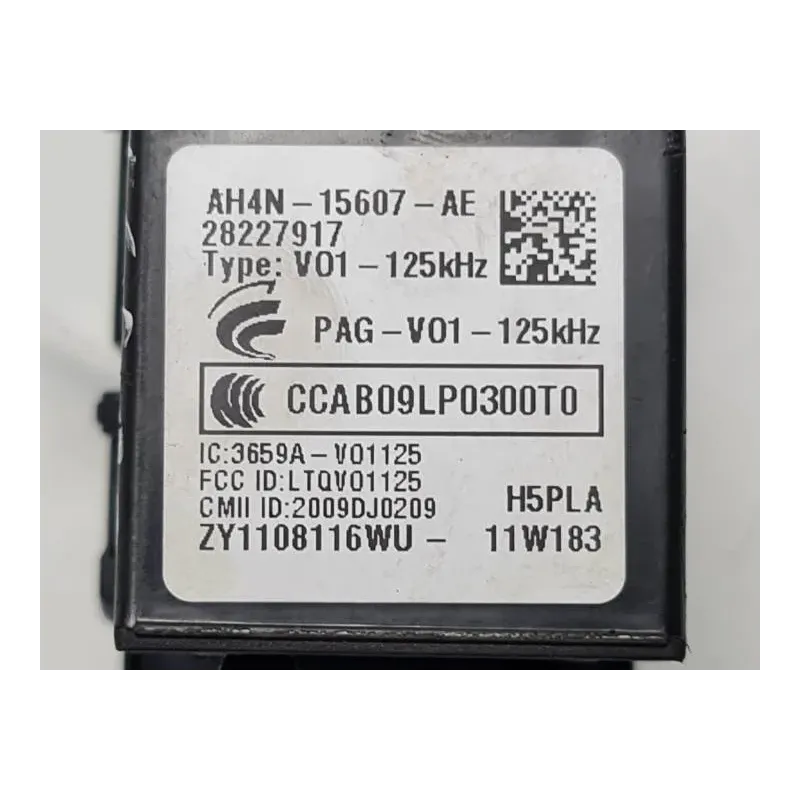 AH4N-15607-AE
28227917
Type: V01-125kHz
PAG-V01-125kHz
CCAB09LP0300T0
IC:3659A-V01125
FCC ID:LTQV01125
CMII ID:2009DJ0209
H5PLA
ZY1108116WU- 11W183